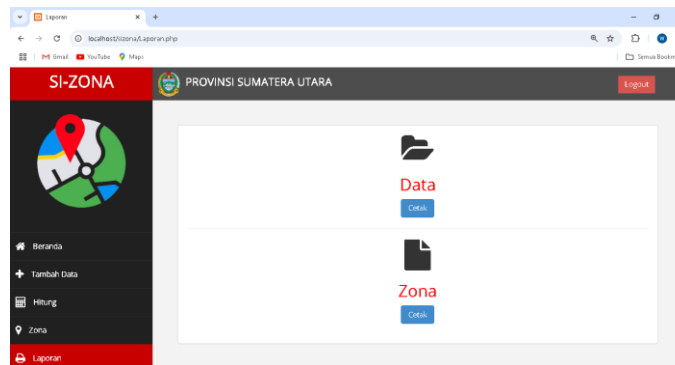 Laporan
localhost/sizona/Laporan.php
Gmail YouTube Maps
Semua Bookm
SI-ZONA
PROVINSI SUMATERA UTARA
Logout
Data
Cetak
Beranda
Tambah Data
Hitung
Zona
Laporan
Zona
Cetak